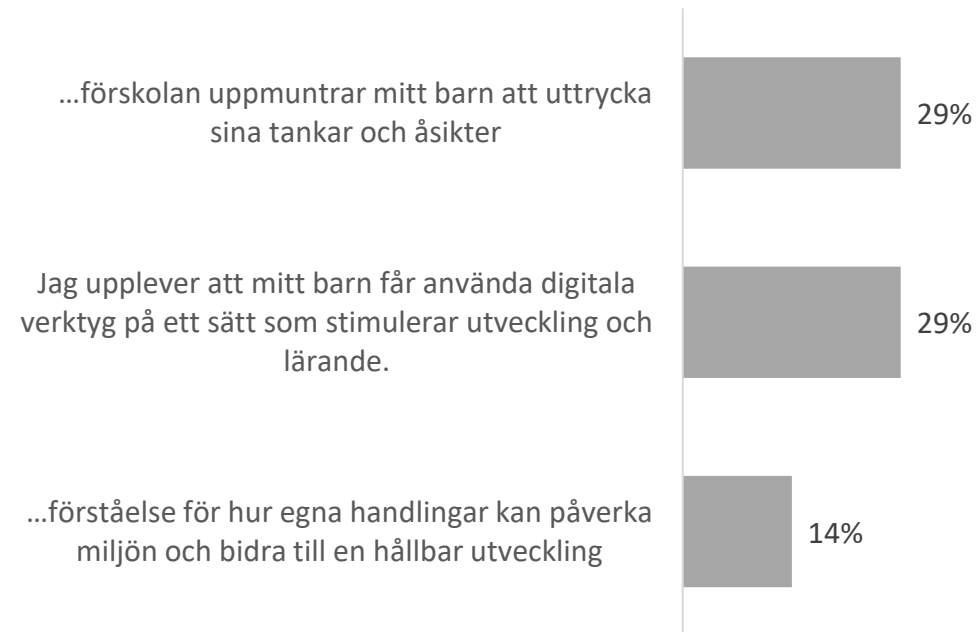 …förskolan uppmuntrar mitt barn att uttrycka
sina tankar och åsikter
29%
Jag upplever att mitt barn får använda digitala
verktyg på ett sätt som stimulerar utveckling och
lärande.
29%
…förståelse för hur egna handlingar kan påverka
miljön och bidra till en hållbar utveckling
14%